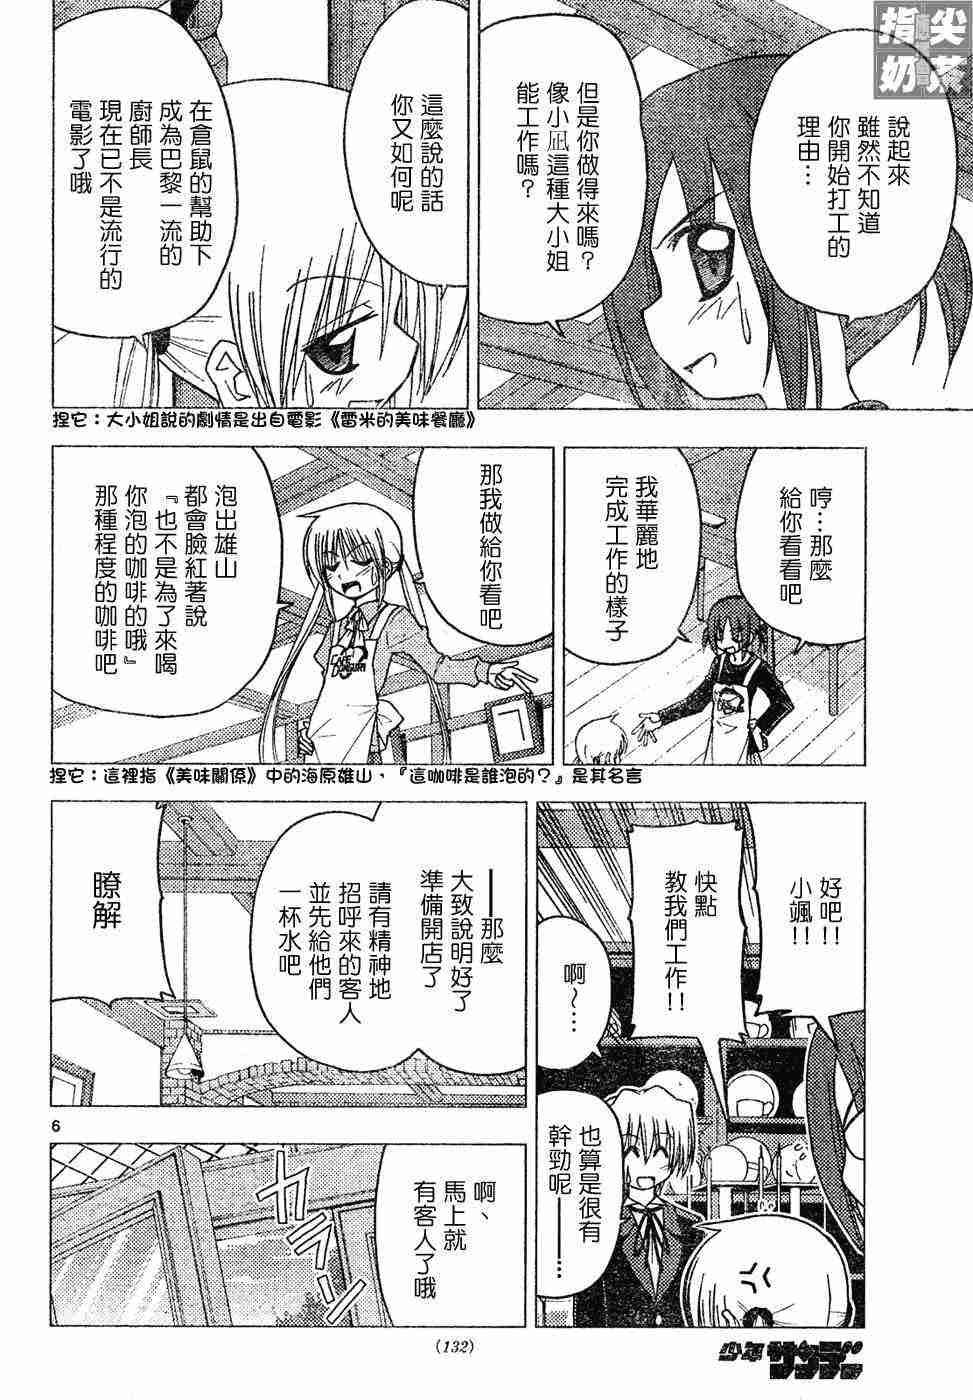 指尖
奶茶
說起來
雖然不知道
你開始打工的
理由…
但是你做得來嗎？
像小凪這種大小姐
能工作嗎？
這麼說的話
你又如何呢
在倉鼠的幫助下
成為巴黎一流的
廚師長
現在已不是流行的
電影了哦
捏它：大小姐說的劇情是出自電影《雷米的美味餐廳》
哼…那麼
給你看看吧
我華麗地
完成工作的樣子
那我做給你看吧
泡出雄山
都會臉紅著說
『也不是為了來喝
你泡的咖啡的哦』
那種程度的咖啡吧
CAFE
DONGURI
捏它：這裡指《美味關係》中的海原雄山、『這咖啡是誰泡的？』是其名言
好吧!!
小颯!!
快點
教我們工作!!
啊～…
也算是很有
幹勁呢──
──那麼
大致說明好了
準備開店了
請有精神地
招呼來的客人
並先給他們
一杯水吧
瞭解
6
啊、
馬上就
有客人了哦
ガチャ
(132)
少年サンデー